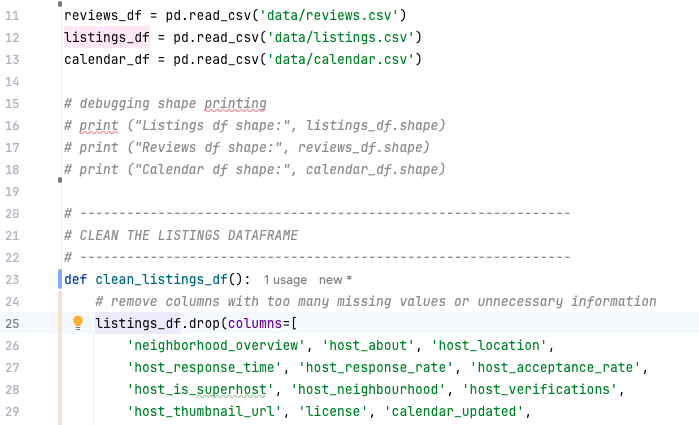 11 reviews_df = pd.read_csv('data/reviews.csv')
12 listings_df = pd.read_csv('data/listings.csv')
13 calendar_df = pd.read_csv('data/calendar.csv')
14
15 # debugging shape printing
16 # print ("Listings df shape:", listings_df.shape)
17 # print ("Reviews df shape:", reviews_df.shape)
18 # print ("Calendar df shape:", calendar_df.shape)
19
20 # ---------------------------------------------------------------
21 # CLEAN THE LISTINGS DATAFRAME
22 # ---------------------------------------------------------------
23 def clean_listings_df(): 1 usage new *
24 # remove columns with too many missing values or unnecessary information
25 listings_df.drop(columns=[
26 'neighborhood_overview', 'host_about', 'host_location',
27 'host_response_time', 'host_response_rate', 'host_acceptance_rate',
28 'host_is_superhost', 'host_neighbourhood', 'host_verifications',
29 'host_thumbnail_url', 'license', 'calendar_updated',